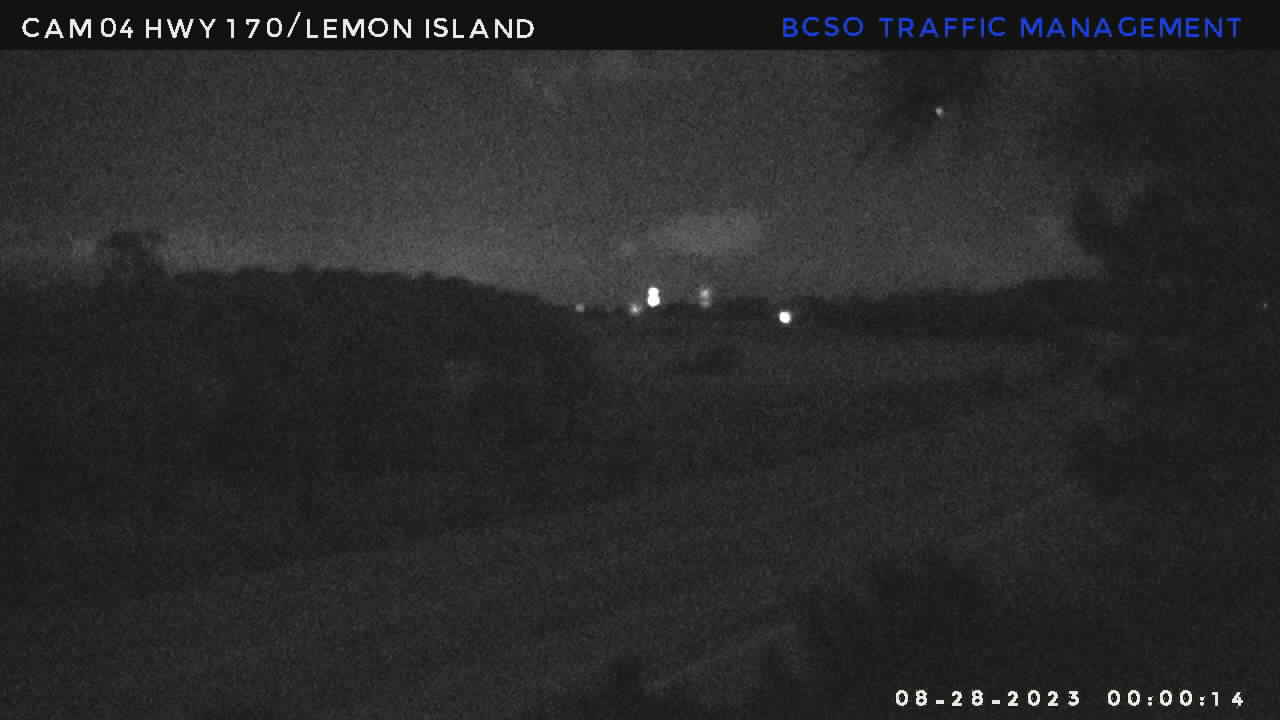 CAM04 HWY 170/LEMON ISLAND
BCSO TRAFFIC MANAGEMENT
08-28-2023 00:00:14